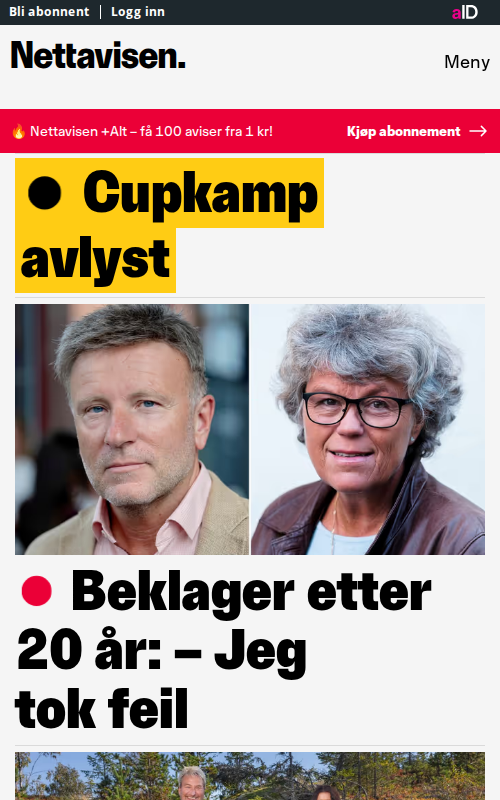 Bli abonnent | Logg inn
aID
Nettavisen.
Meny
🔥 Nettavisen +Alt – få 100 aviser fra 1 kr!
Kjøp abonnement →
● Cupkamp
avlyst
● Beklager etter
20 år: – Jeg
tok feil